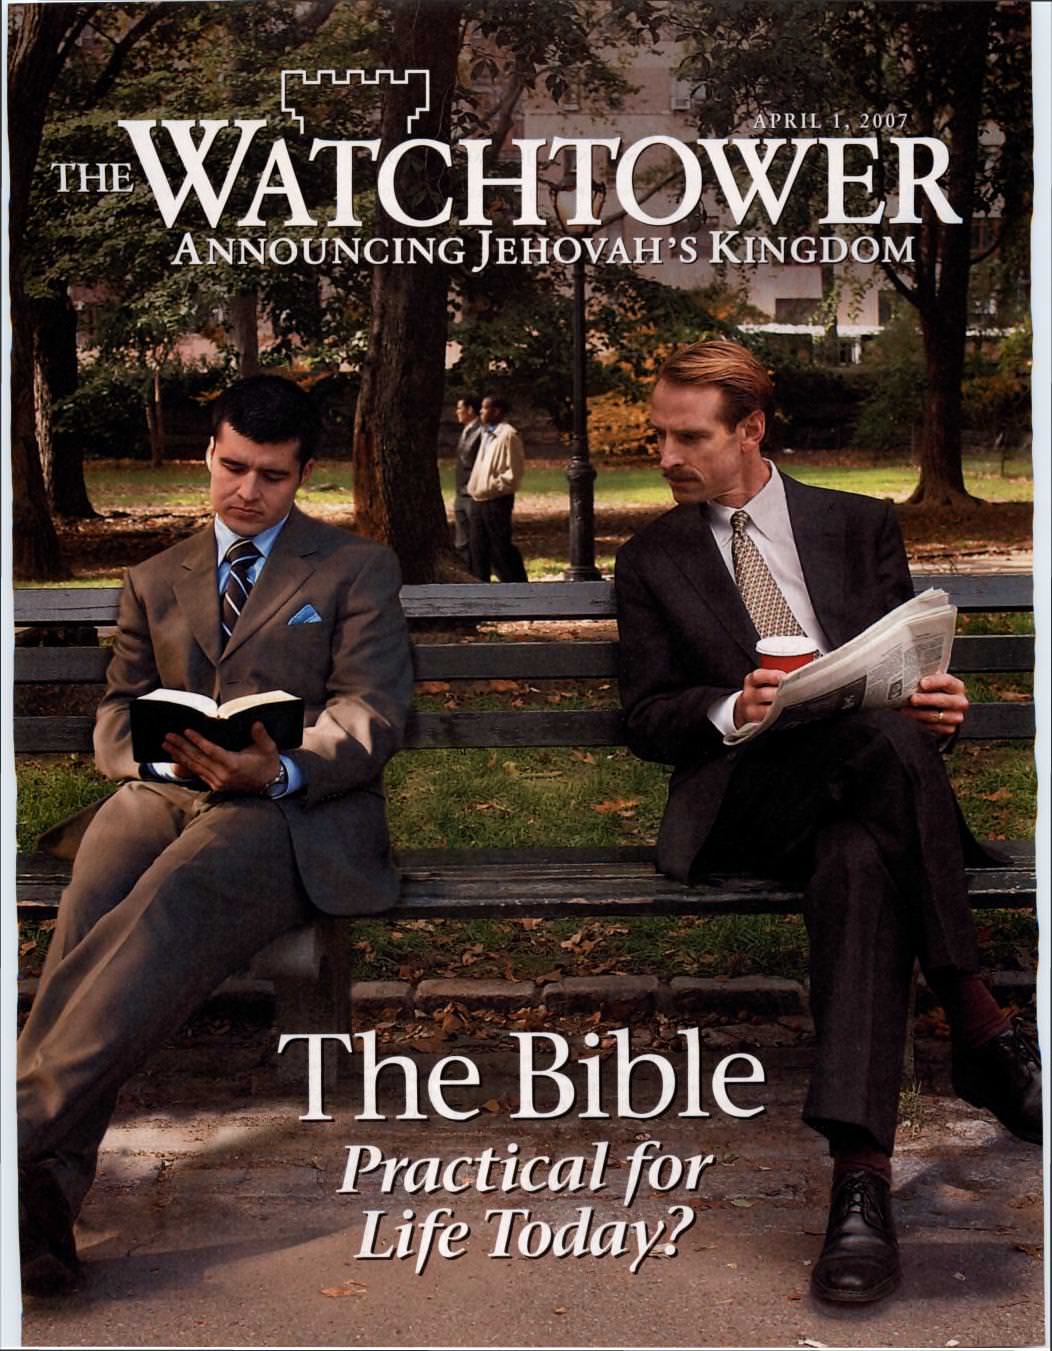 APRIL 1, 2007
THE WATCHTOWER
ANNOUNCING JEHOVAH'S KINGDOM
The Bible
Practical for
Life Today?